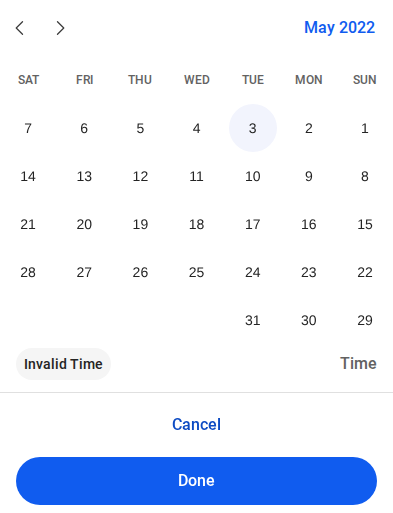 May 2022
SAT FRI THU WED TUE MON SUN
7 6 5 4 3 2 1
14 13 12 11 10 9 8
21 20 19 18 17 16 15
28 27 26 25 24 23 22
31 30 29
Invalid Time Time
Cancel
Done